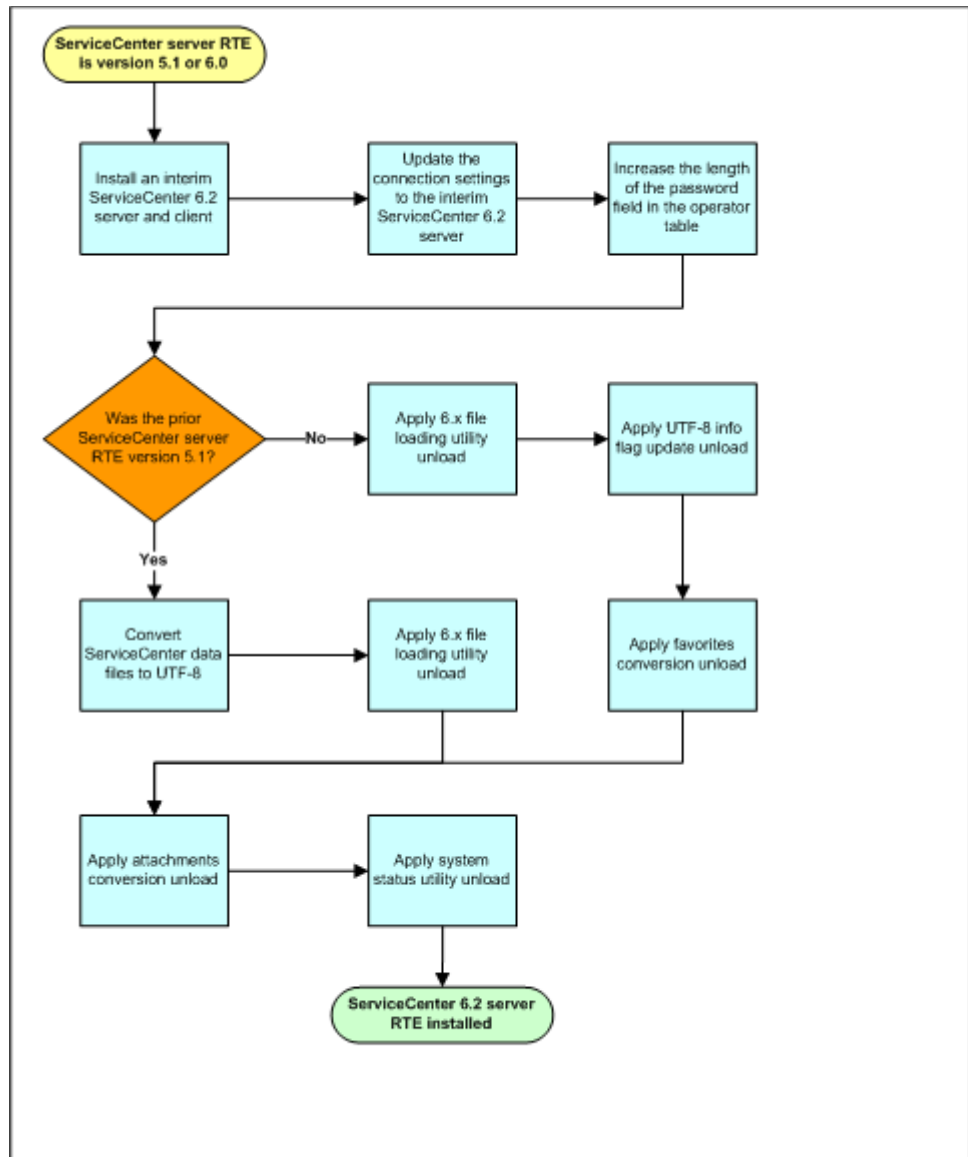 ServiceCenter server RTE
is version 5.1 or 6.0
Install an interim
ServiceCenter 6.2
server and client
Update the
connection settings
to the interim
ServiceCenter 6.2
server
Increase the length
of the password
field in the operator
table
Was the prior
ServiceCenter server
RTE version 5.1?
No
Apply 6.x file
loading utility
unload
Apply UTF-8 info
flag update unload
Yes
Convert
ServiceCenter data
files to UTF-8
Apply 6.x file
loading utility
unload
Apply favorites
conversion unload
Apply attachments
conversion unload
Apply system
status utility unload
ServiceCenter 6.2 server
RTE installed